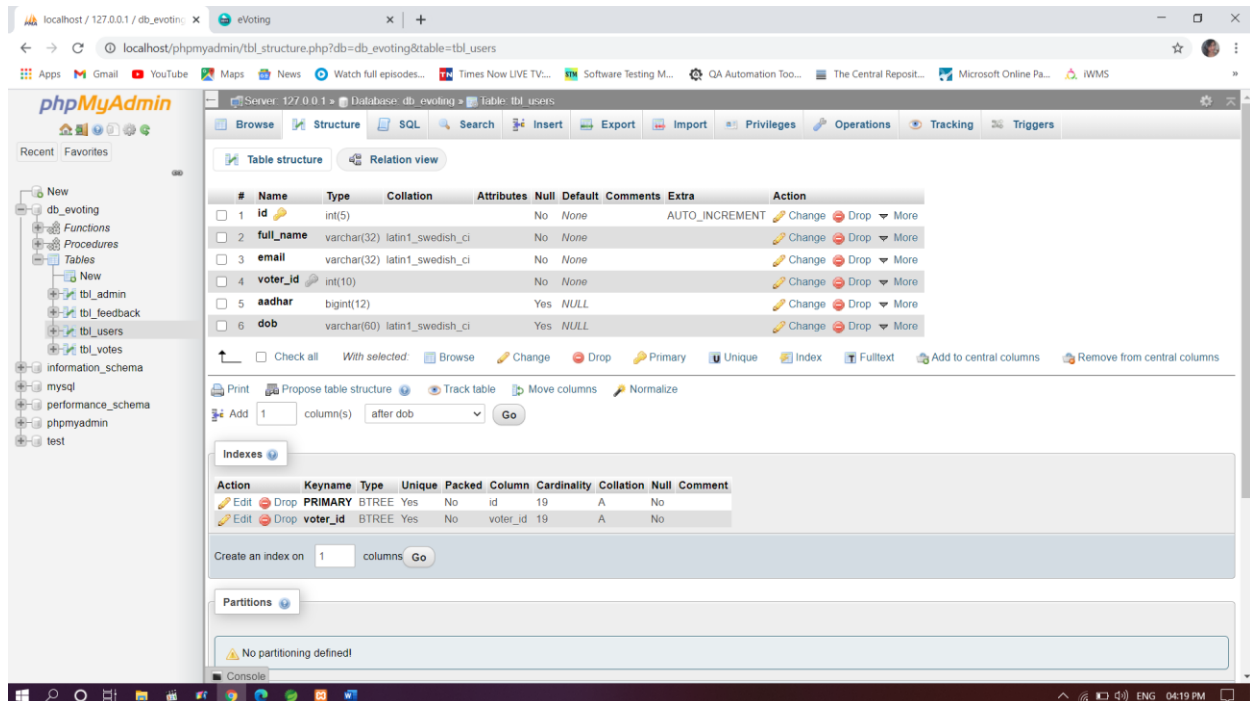 localhost / 127.0.0.1 / db_evoting
eVoting
localhost/phpmyadmin/tbl_structure.php?db=db_evoting&table=tbl_users
Apps Gmail YouTube Maps News Watch full episodes... Times Now LIVE TV:... Software Testing M... QA Automation Too... The Central Reposit... Microsoft Online Pa... iWMS »
phpMyAdmin
Recent Favorites
New
db_evoting
Functions
Procedures
Tables
New
tbl_admin
tbl_feedback
tbl_users
tbl_votes
information_schema
mysql
performance_schema
phpmyadmin
test
Server: 127.0.0.1 » Database: db_evoting » Table: tbl_users
Browse Structure SQL Search Insert Export Import Privileges Operations Tracking Triggers
Table structure Relation view
# Name Type Collation Attributes Null Default Comments Extra Action
1 id int(5) No None AUTO_INCREMENT Change Drop More
2 full_name varchar(32) latin1_swedish_ci No None Change Drop More
3 email varchar(32) latin1_swedish_ci No None Change Drop More
4 voter_id int(10) No None Change Drop More
5 aadhar bigint(12) Yes NULL Change Drop More
6 dob varchar(60) latin1_swedish_ci Yes NULL Change Drop More
Check all With selected: Browse Change Drop Primary Unique Index Fulltext Add to central columns Remove from central columns
Print Propose table structure Track table Move columns Normalize
Add 1 column(s) after dob Go
Indexes
Action Keyname Type Unique Packed Column Cardinality Collation Null Comment
Edit Drop PRIMARY BTREE Yes No id 19 A No
Edit Drop voter_id BTREE Yes No voter_id 19 A No
Create an index on 1 columns Go
Partitions
No partitioning defined!
Console
ENG 04:19 PM